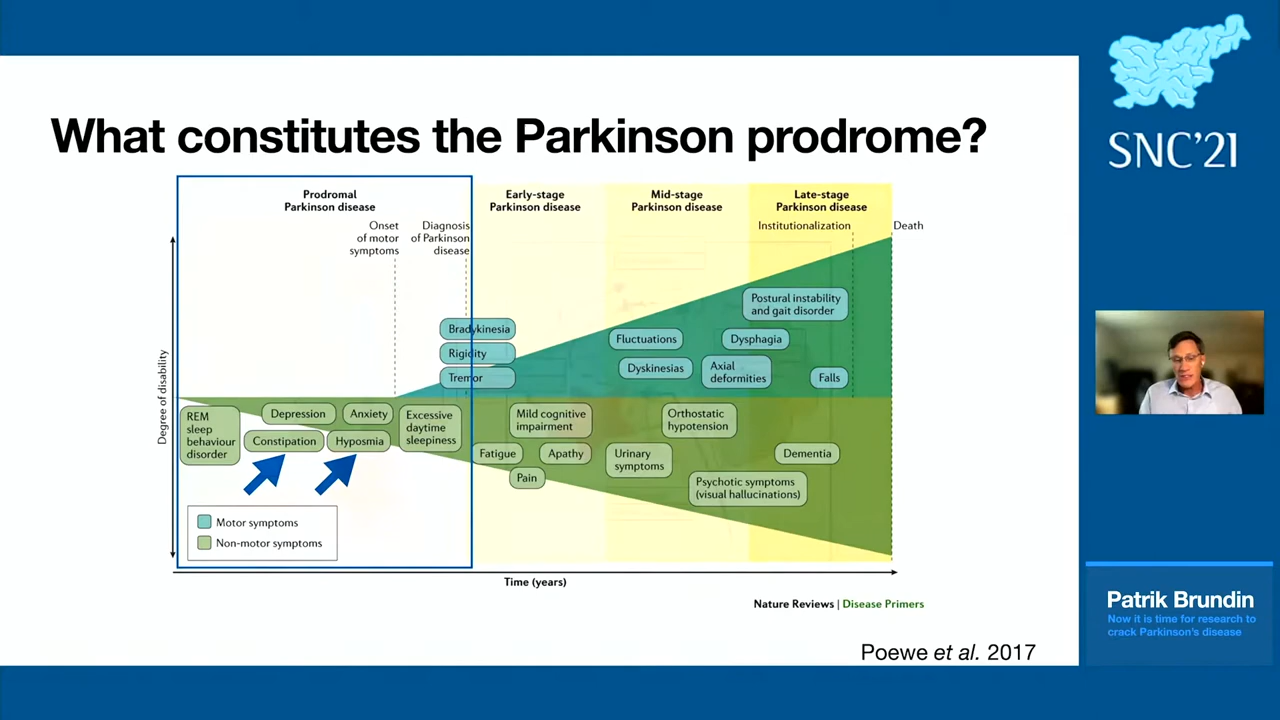 What constitutes the Parkinson prodrome?
Prodromal
Parkinson disease
Early-stage
Parkinson disease
Mid-stage
Parkinson disease
Late-stage
Parkinson disease
Onset
of motor
symptoms
Diagnosis
of Parkinson
disease
Institutionalization
Death
Degree of disability
Bradykinesia
Rigidity
Tremor
Fluctuations
Dyskinesias
Postural instability
and gait disorder
Dysphagia
Axial
deformities
Falls
REM
sleep
behaviour
disorder
Depression
Anxiety
Constipation
Hyposmia
Excessive
daytime
sleepiness
Mild cognitive
impairment
Fatigue
Apathy
Pain
Orthostatic
hypotension
Urinary
symptoms
Dementia
Psychotic symptoms
(visual hallucinations)
Motor symptoms
Non-motor symptoms
Time (years)
Nature Reviews | Disease Primers
Poewe et al. 2017
SNC'21
Patrik Brundin
Now it is time for research to
crack Parkinson's disease